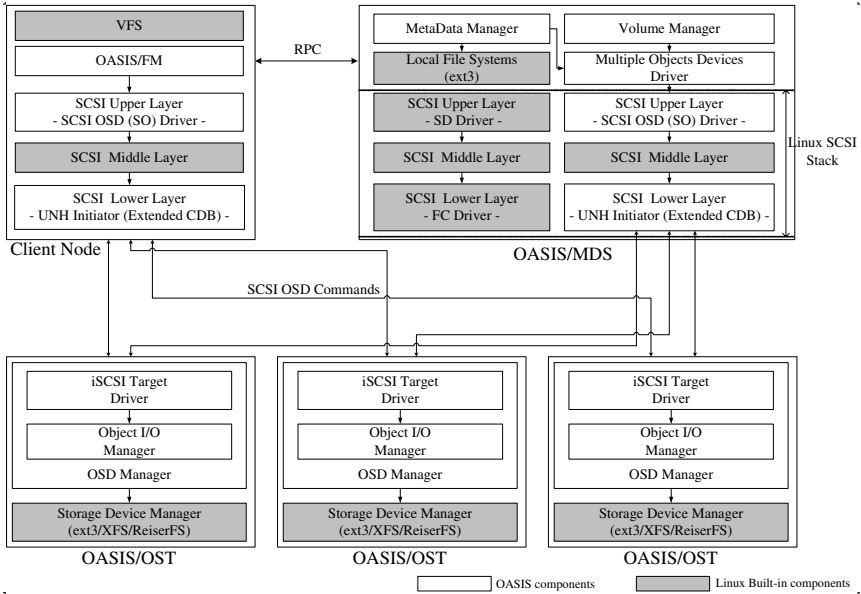 VFS
OASIS/FM
SCSI Upper Layer
- SCSI OSD (SO) Driver -
SCSI Middle Layer
SCSI Lower Layer
- UNH Initiator (Extended CDB) -
Client Node
RPC
MetaData Manager
Volume Manager
Local File Systems
(ext3)
Multiple Objects Devices
Driver
SCSI Upper Layer
- SD Driver -
SCSI Upper Layer
- SCSI OSD (SO) Driver -
SCSI Middle Layer
SCSI Middle Layer
SCSI Lower Layer
- FC Driver -
SCSI Lower Layer
- UNH Initiator (Extended CDB) -
Linux SCSI
Stack
OASIS/MDS
SCSI OSD Commands
iSCSI Target
Driver
Object I/O
Manager
OSD Manager
Storage Device Manager
(ext3/XFS/ReiserFS)
OASIS/OST
iSCSI Target
Driver
Object I/O
Manager
OSD Manager
Storage Device Manager
(ext3/XFS/ReiserFS)
OASIS/OST
iSCSI Target
Driver
Object I/O
Manager
OSD Manager
Storage Device Manager
(ext3/XFS/ReiserFS)
OASIS/OST
OASIS components
Linux Built-in components